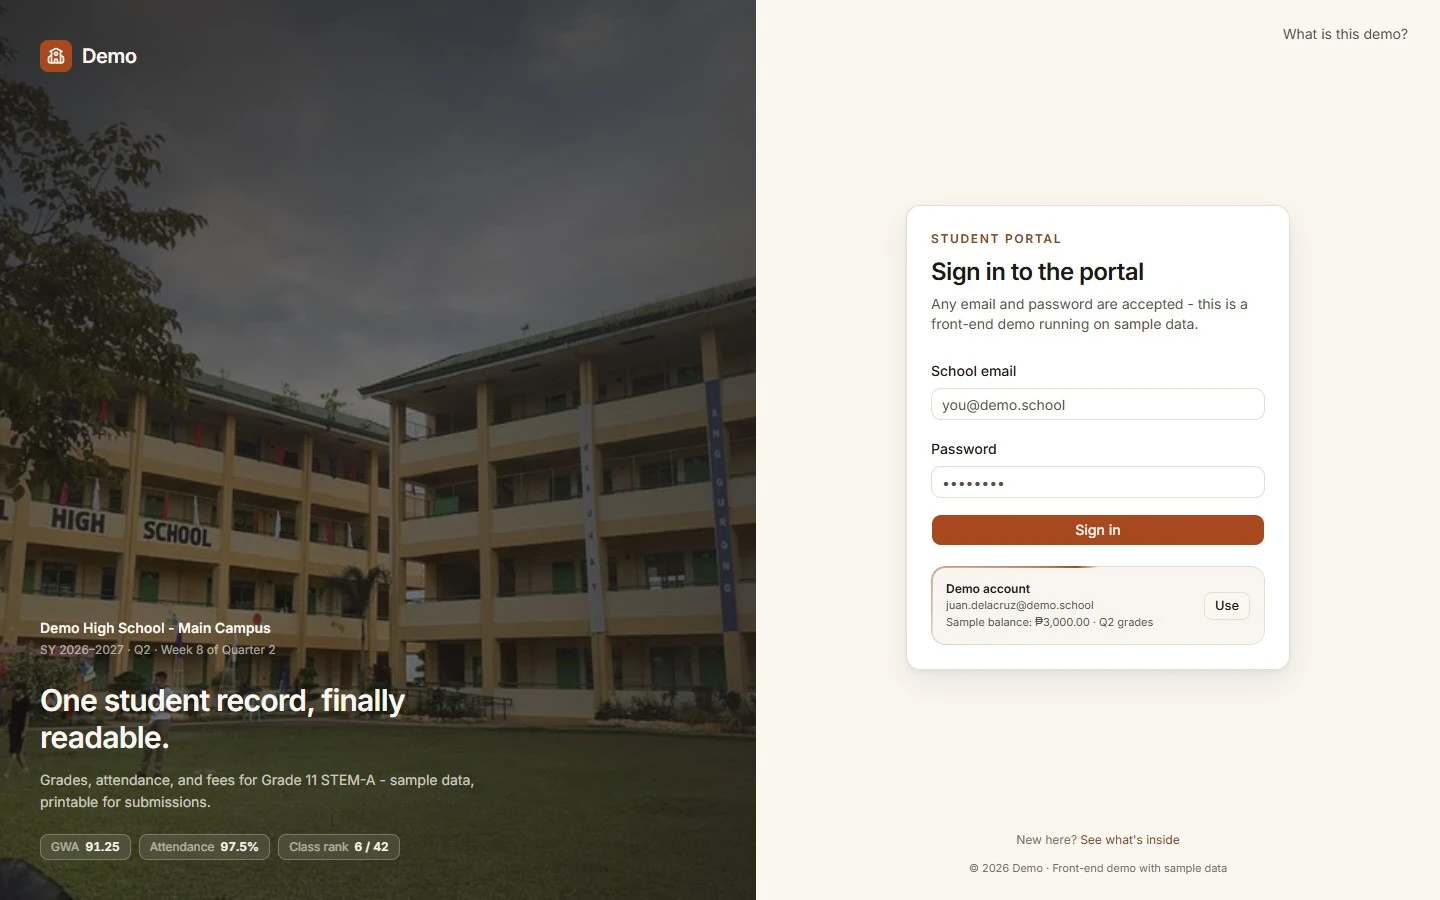 Demo
What is this demo?
HIGH SCHOOL
ANG GURONG
Demo High School - Main Campus
SY 2026–2027 · Q2 · Week 8 of Quarter 2
One student record, finally
readable.
Grades, attendance, and fees for Grade 11 STEM-A - sample data,
printable for submissions.
GWA 91.25
Attendance 97.5%
Class rank 6 / 42
STUDENT PORTAL
Sign in to the portal
Any email and password are accepted - this is a
front-end demo running on sample data.
School email
you@demo.school
Password
••••••••
Sign in
Demo account
juan.delacruz@demo.school
Sample balance: ₱3,000.00 · Q2 grades
Use
New here? See what's inside
© 2026 Demo · Front-end demo with sample data